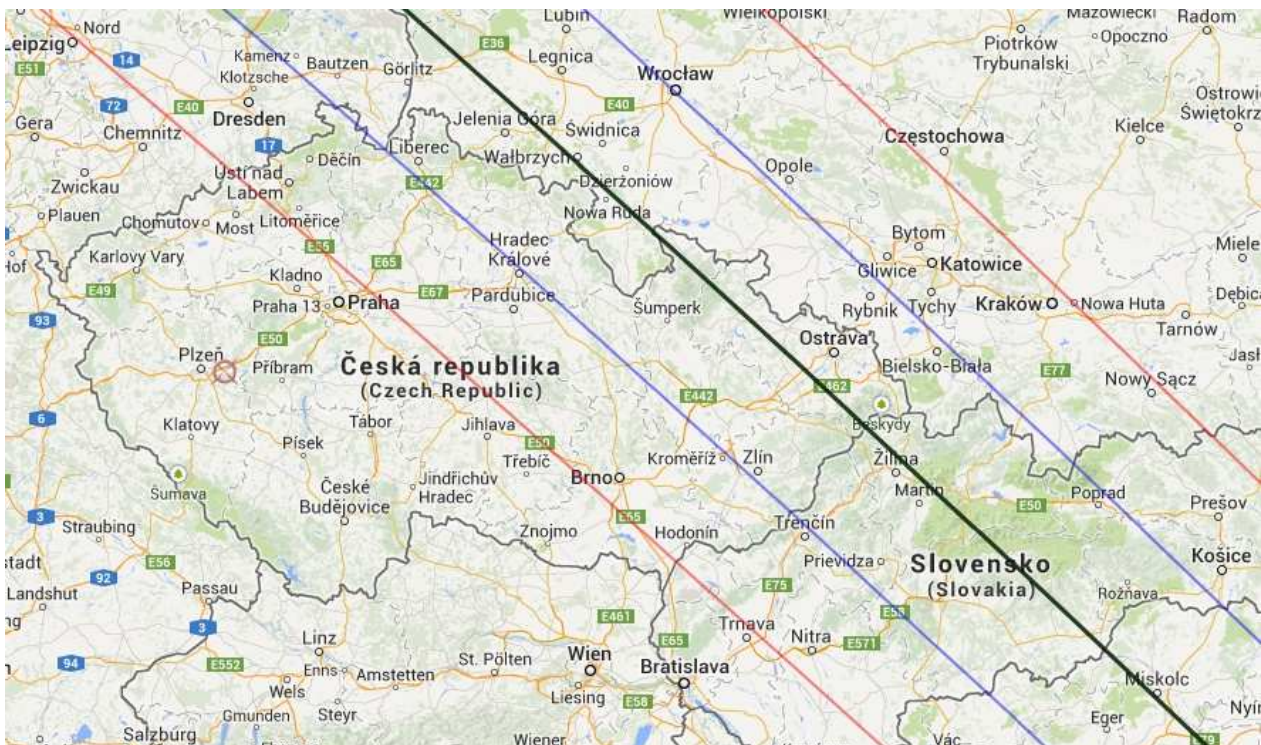 Nord
Leipzig
E51
14
Kamenz
Klotzsche
Bautzen
Görlitz
E36
Lubin
Legnica
Wielkopolski
Wrocław
Piotrków
Trybunalski
Mazowiecki
Opoczno
Radom
72
E40
Dresden
Gera
Chemnitz
17
E40
Jelenia Góra
Świdnica
Częstochowa
Kielce
Ostrowi
Świętokrz
Zwickau
Děčín
Ústí nad
Labem
Liberec
E442
Wałbrzych
Dzierżoniów
Opole
Plauen
Hof
Chomutov
Most
Litoměřice
Nowa Ruda
Karlovy Vary
E55
Kladno
E65
Hradec
Králové
Bytom
Gliwice
Katowice
Miele
E49
Praha 13
Praha
E67
Pardubice
Šumperk
Rybnik
Tychy
Kraków
Nowa Huta
Dębica
Tarnów
93
E50
Plzeň
Příbram
Česká republika
(Czech Republic)
Ostrava
Bielsko-Biała
E462
E77
Jasło
Nowy Sącz
6
Klatovy
Písek
Tábor
Jihlava
E50
E442
Beskydy
Šumava
Třebíč
Kroměříž
Zlín
Žilina
Jindřichův
Hradec
Brno
Martin
E50
Poprad
Prešov
3
Straubing
České
Budějovice
Znojmo
E65
Hodonín
Trenčín
Prievidza
Slovensko
(Slovakia)
Košice
stadt
E56
92
Landshut
Passau
E75
Rožňava
ng
3
E461
E65
Trnava
Nitra
E58
E571
94
E552
Linz
Enns
Wels
Amstetten
St. Pölten
Wien
Liesing
Bratislava
E58
Miskolc
Steyr
Gmunden
Salzburg
Wiener
Vác
Eger
E79
Nyír